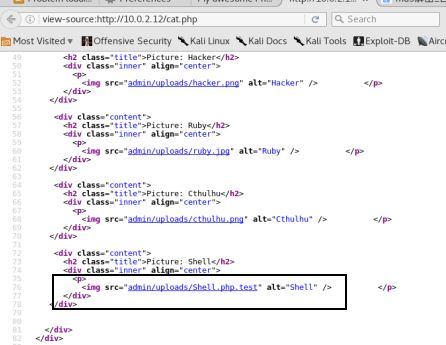 Preferences
My awesome Ph...
http://10.0.2.1...
view-source:http://10.0.2.12/cat.php
Search
Most Visited Offensive Security Kali Linux Kali Docs Kali Tools Exploit-DB Airc
49 <h2 class="title">Picture: Hacker</h2>
50 <div class="inner" align="center">
51 <p>
52 <img src="admin/uploads/hacker.png" alt="Hacker" /> </p>
53 </div>
54 </div>
55
56 <div class="content">
57 <h2 class="title">Picture: Ruby</h2>
58 <div class="inner" align="center">
59 <p>
60 <img src="admin/uploads/ruby.jpg" alt="Ruby" /> </p>
61 </div>
62 </div>
63
64 <div class="content">
65 <h2 class="title">Picture: Cthulhu</h2>
66 <div class="inner" align="center">
67 <p>
68 <img src="admin/uploads/cthulhu.png" alt="Cthulhu" /> </p>
69 </div>
70 </div>
71
72 <div class="content">
73 <h2 class="title">Picture: Shell</h2>
74 <div class="inner" align="center">
75 <p>
76 <img src="admin/uploads/Shell.php.test" alt="Shell" /> </p>
77 </div>
78 </div>
79
80
81 </div>
82 </div>